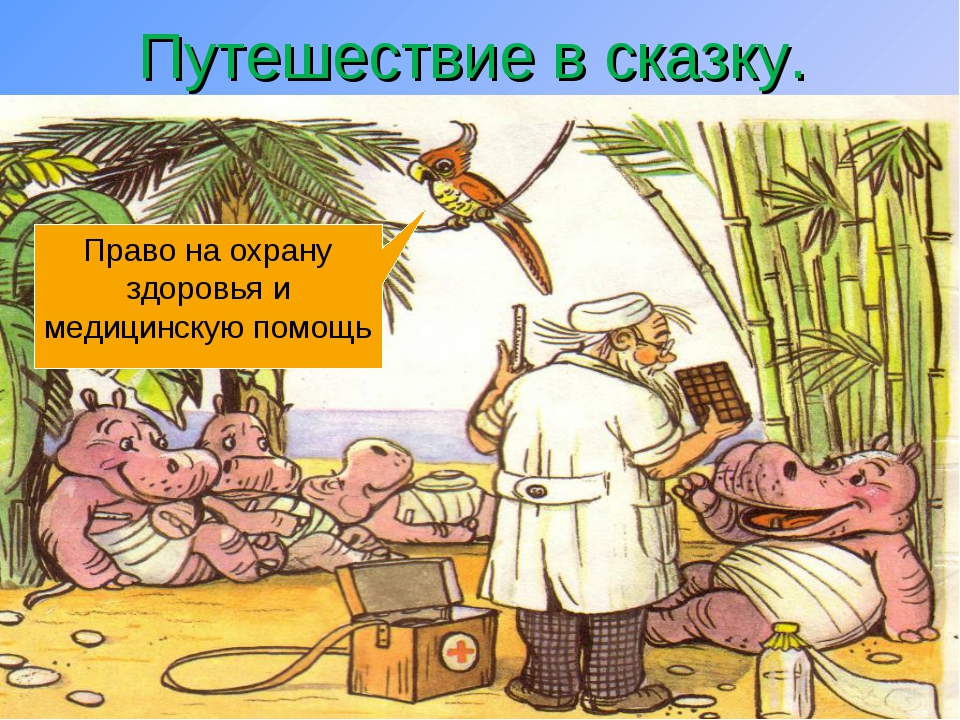 Путешествие в сказку.
Право на охрану
здоровья и
медицинскую помощь